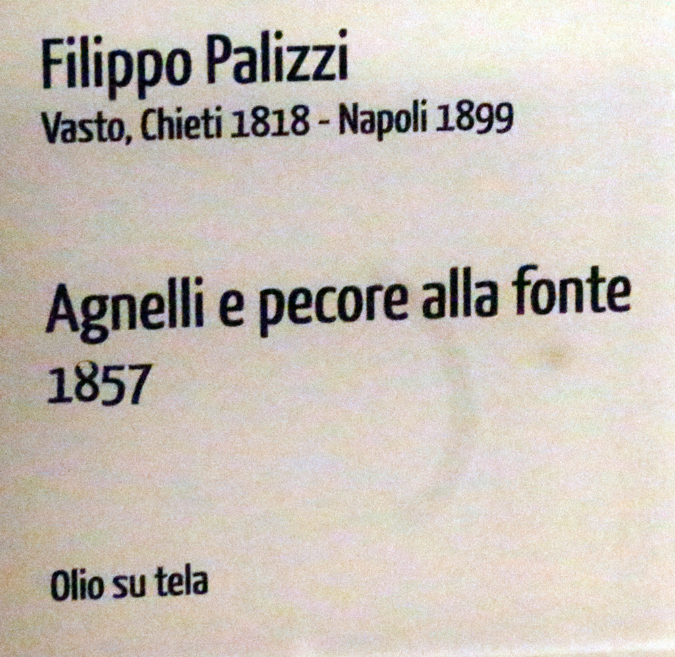 Filippo Palizzi
Vasto, Chieti 1818 - Napoli 1899
Agnelli e pecore alla fonte
1857
Olio su tela